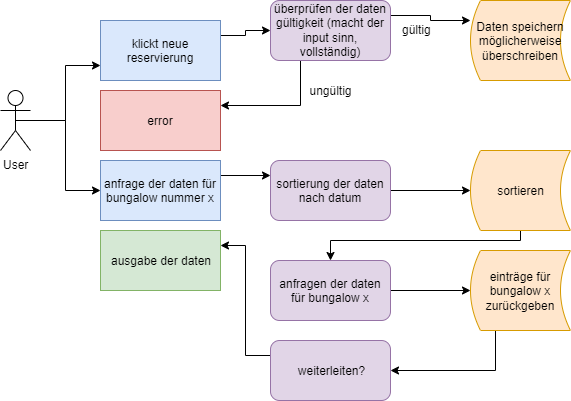 klickt neue
reservierung
überprüfen der daten
gültigkeit (macht der
input sinn,
vollständig)
gültig
Daten speichern
möglicherweise
überschreiben
ungültig
error
User
anfrage der daten für
bungalow nummer x
sortierung der daten
nach datum
sortieren
ausgabe der daten
anfragen der daten
für bungalow x
einträge für
bungalow x
zurückgeben
weiterleiten?